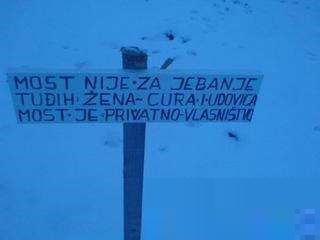 MOST NIJE ZA JEBANJE
TUĐIH ŽENA~ CURA I UDOVICA
MOST JE PRIVATNO VLASNIŠTVO